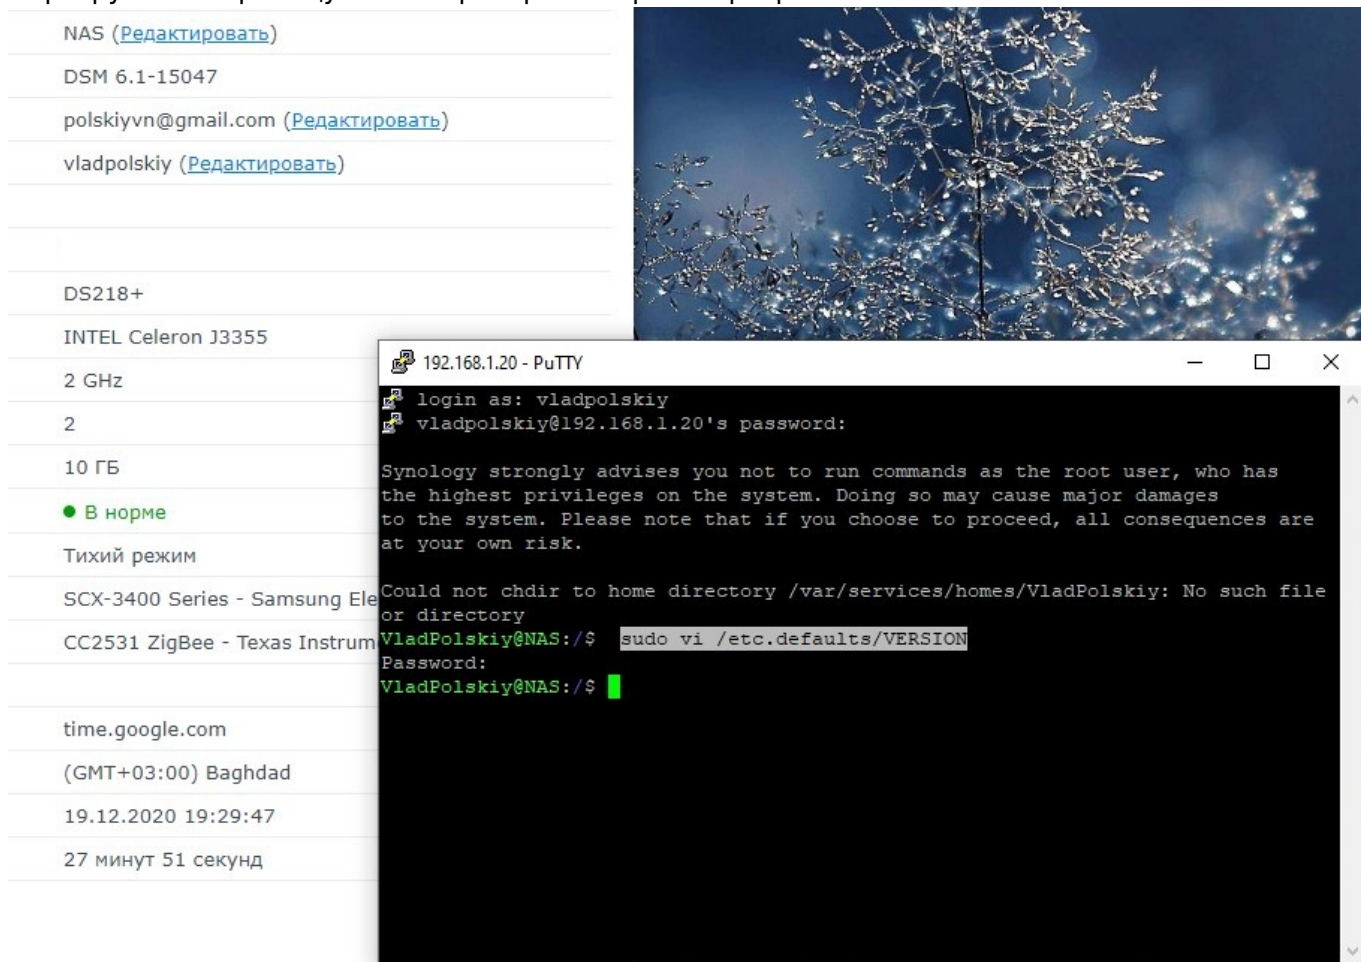 NAS (Редактировать)
DSM 6.1-15047
polskiyvn@gmail.com (Редактировать)
vladpolskiy (Редактировать)
DS218+
INTEL Celeron J3355
2 GHz
2
10 ГБ
В норме
Тихий режим
SCX-3400 Series - Samsung Ele
CC2531 ZigBee - Texas Instrum
time.google.com
(GMT+03:00) Baghdad
19.12.2020 19:29:47
27 минут 51 секунд
192.168.1.20 - PuTTY
login as: vladpolskiy
vladpolskiy@192.168.1.20's password:
Synology strongly advises you not to run commands as the root user, who has
the highest privileges on the system. Doing so may cause major damages
to the system. Please note that if you choose to proceed, all consequences are
at your own risk.
Could not chdir to home directory /var/services/homes/VladPolskiy: No such file
or directory
VladPolskiy@NAS:/$ sudo vi /etc.defaults/VERSION
Password:
VladPolskiy@NAS:/$